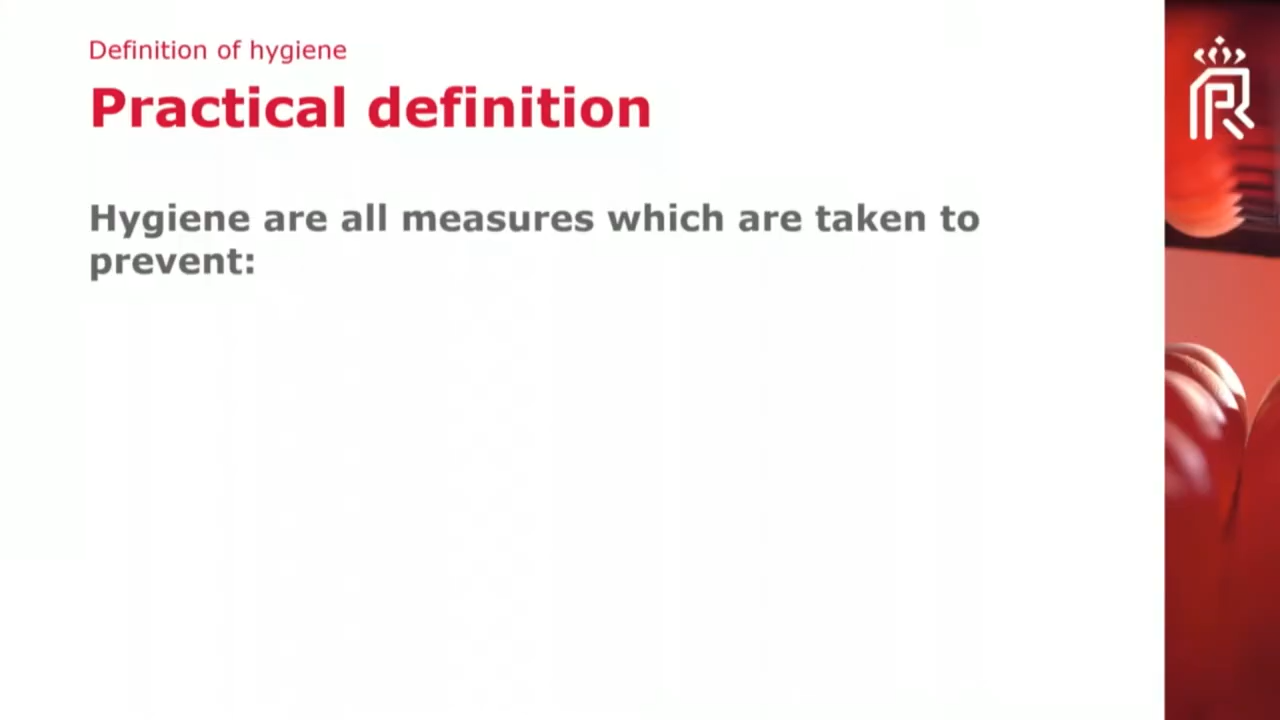 Definition of hygiene
Practical definition
Hygiene are all measures which are taken to
prevent: